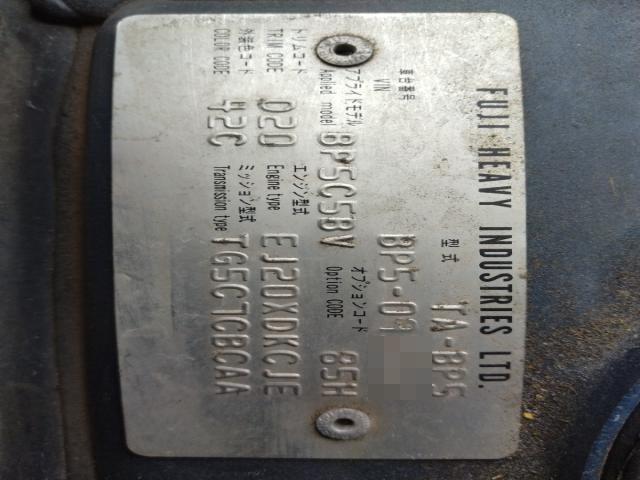 FUJI HEAVY INDUSTRIES LTD.
型式 TA-BP5
車台番号
VIN BP5-01
アプライドモデル オプションコード
Applied model BP5C5BV Option CODE 85H
トリムコード エンジン型式
TRIM CODE Q20 Engine type EJ20XDKCJE
外装色コード ミッション型式
COLOR CODE 42C Transmission type TG5C7CBCAA